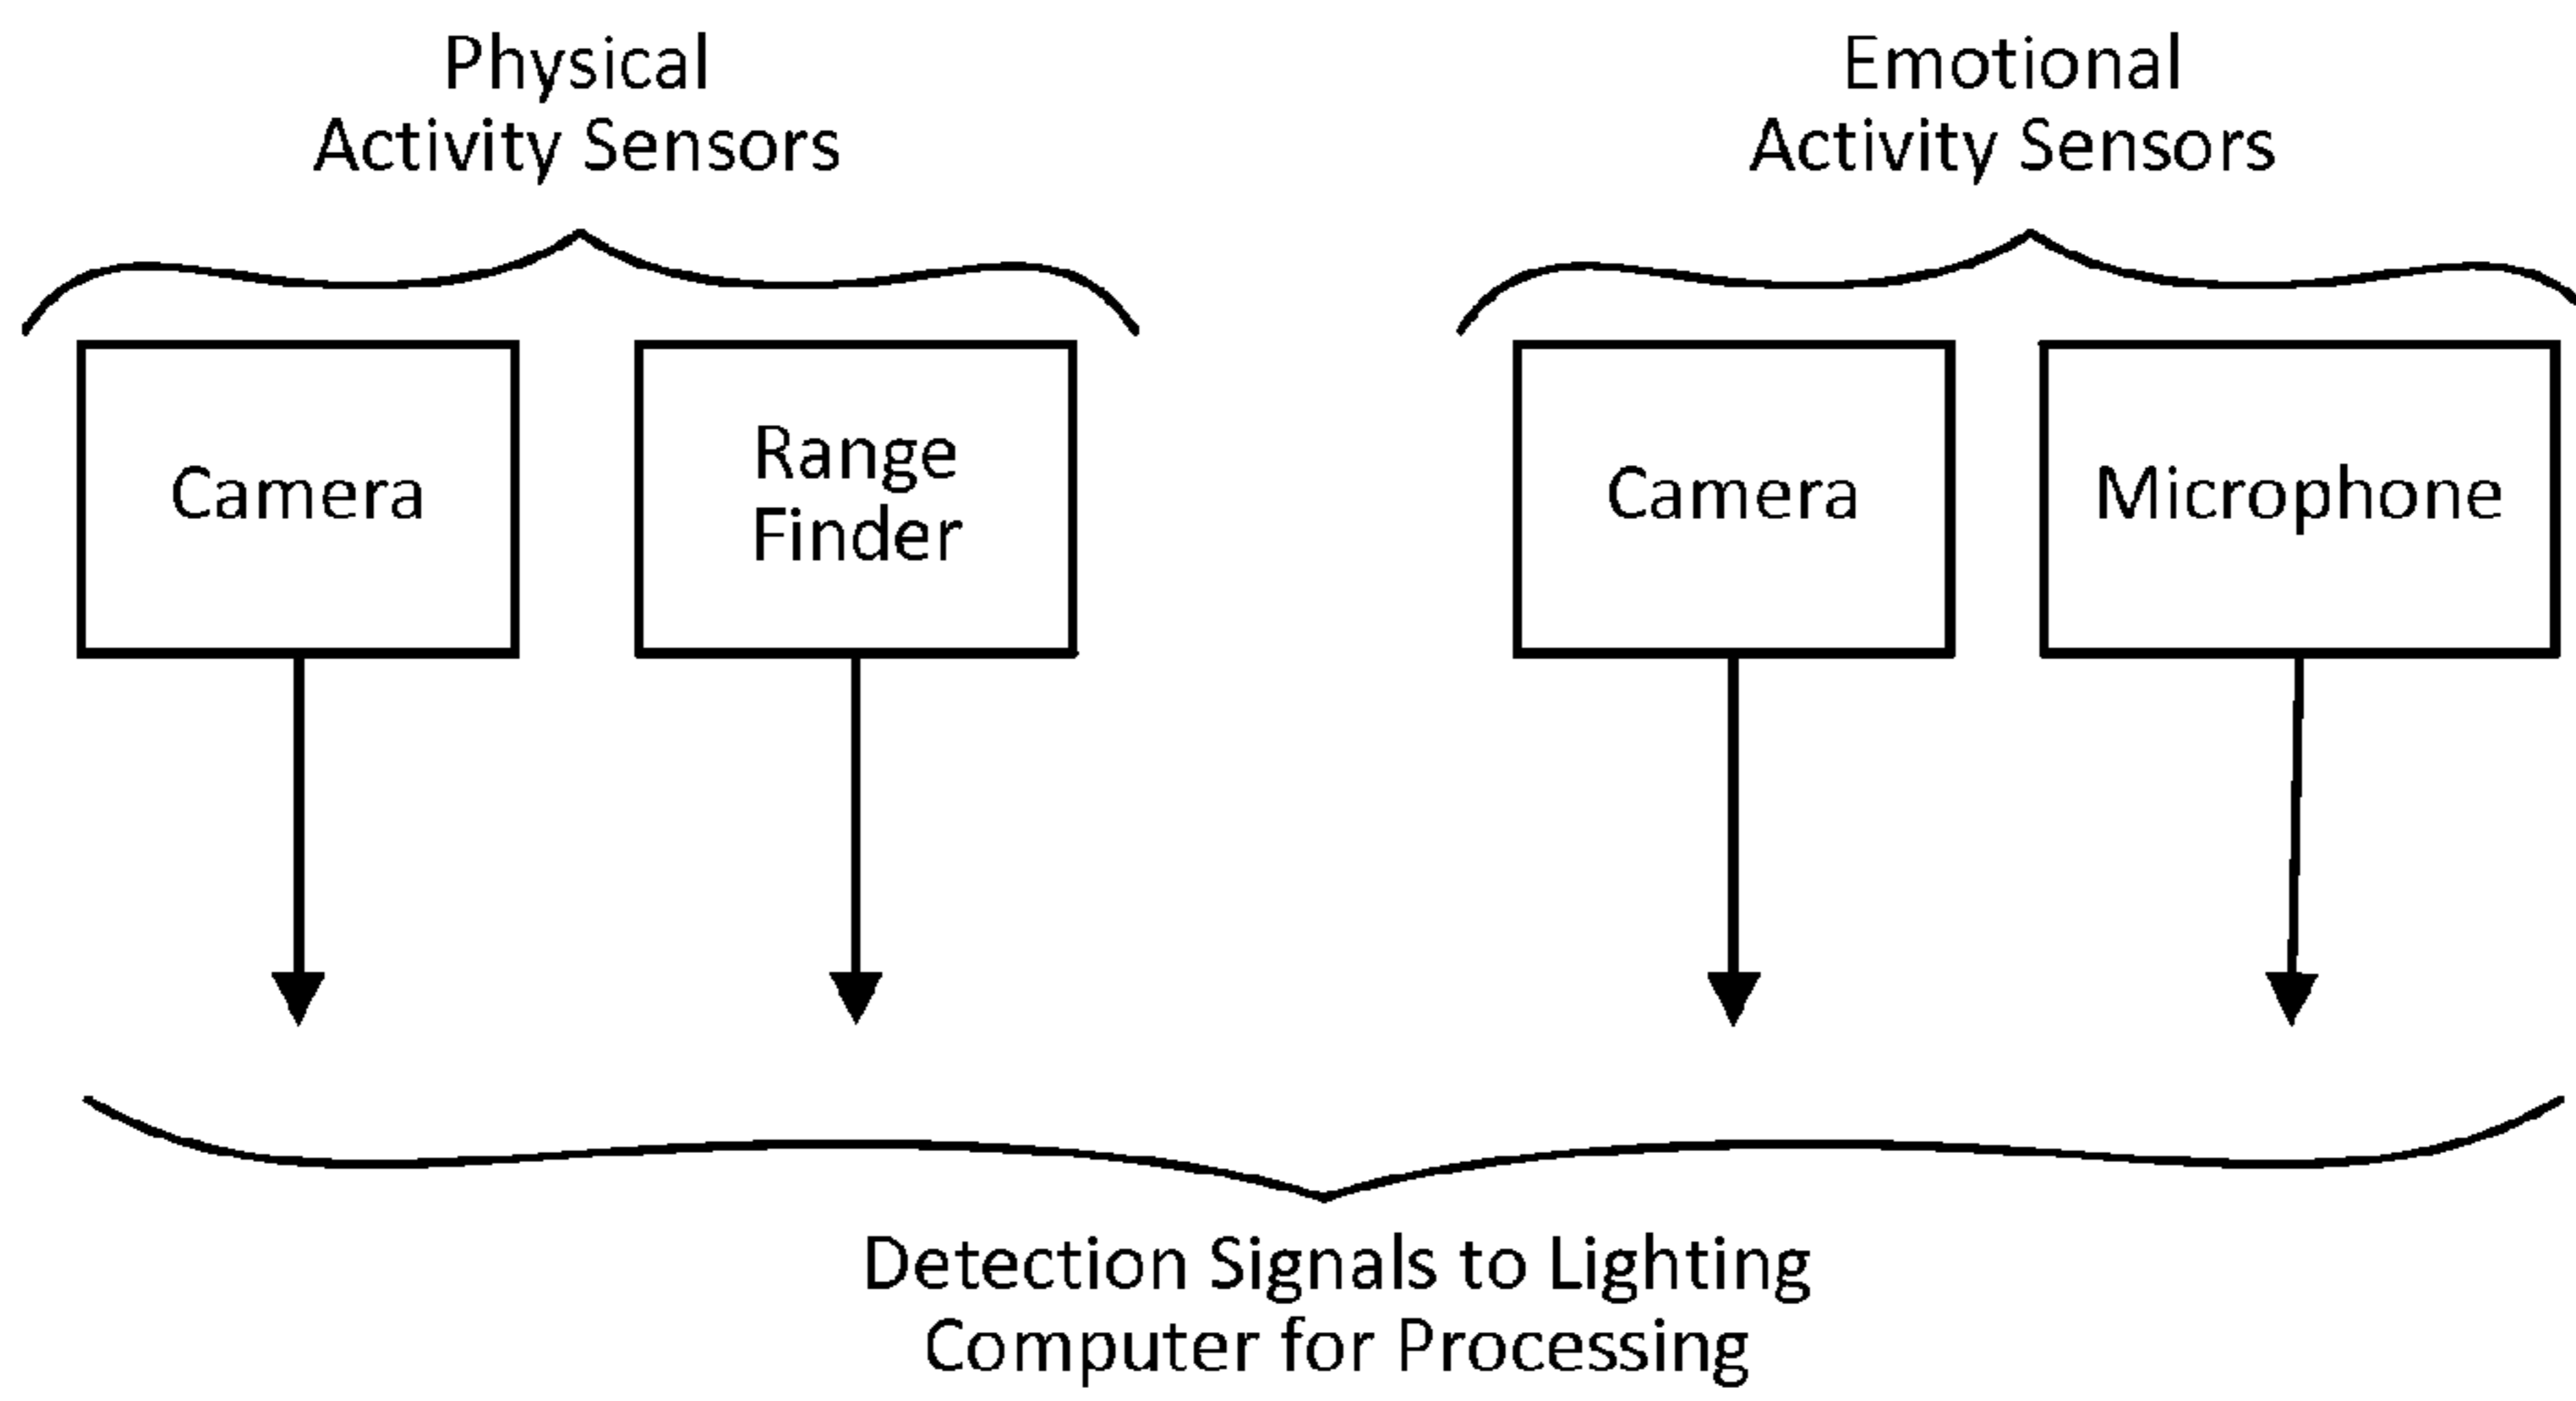 Physical
Activity Sensors
Emotional
Activity Sensors
Camera
Range
Finder
Camera
Microphone
Detection Signals to Lighting
Computer for Processing